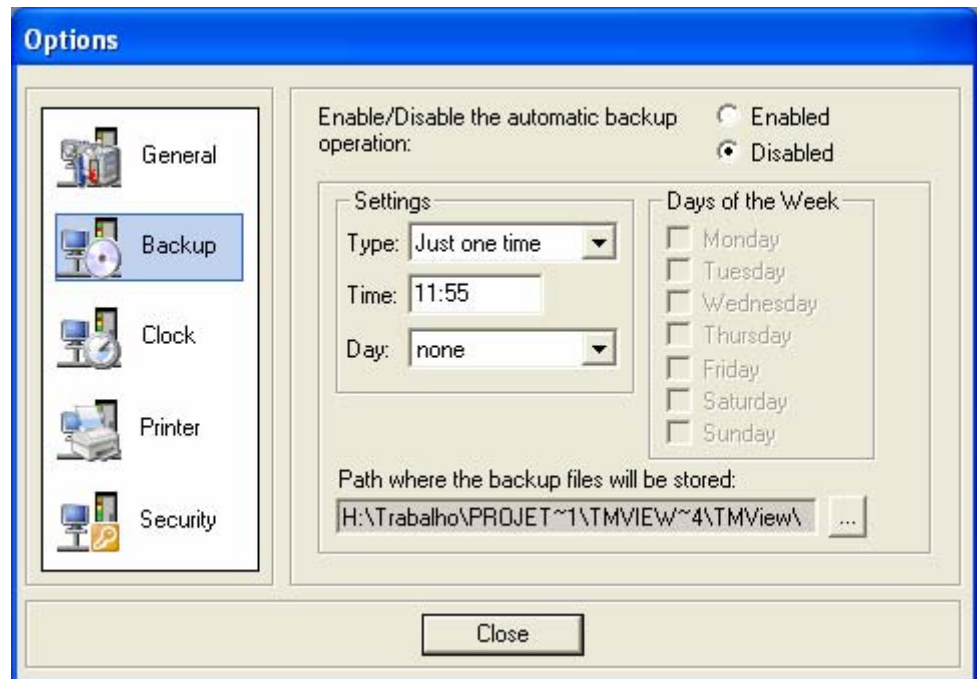 Options
General
Backup
Clock
Printer
Security
Enable/Disable the automatic backup
operation:
Enabled
Disabled
Settings
Type: Just one time
Time: 11:55
Day: none
Days of the Week
Monday
Tuesday
Wednesday
Thursday
Friday
Saturday
Sunday
Path where the backup files will be stored:
H:\Trabalho\PROJET~1\TMVIEW~4\TMView\ ...
Close